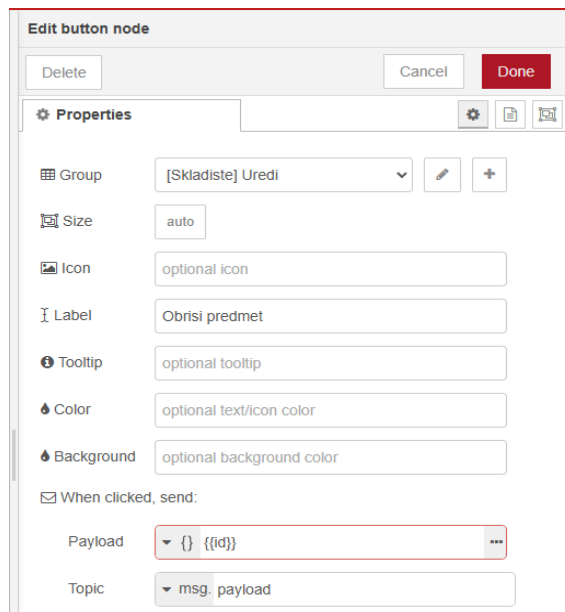 Edit button node
Delete
Cancel
Done
Properties
Group
[Skladiste] Uredi
Size
auto
Icon
optional icon
Label
Obrisi predmet
Tooltip
optional tooltip
Color
optional text/icon color
Background
optional background color
When clicked, send:
Payload
{} {{id}}
Topic
msg. payload